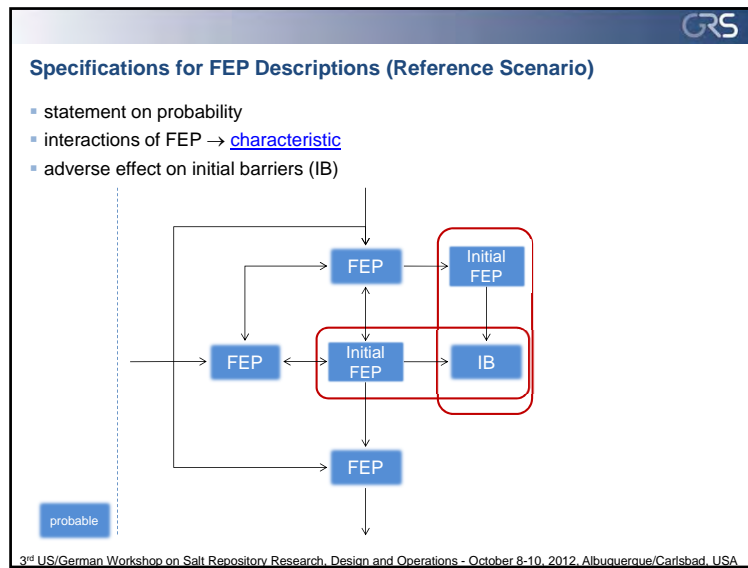 GRS
Specifications for FEP Descriptions (Reference Scenario)
▪ statement on probability
▪ interactions of FEP → characteristic
▪ adverse effect on initial barriers (IB)
FEP
Initial
FEP
FEP
Initial
FEP
IB
FEP
probable
3rd US/German Workshop on Salt Repository Research, Design and Operations - October 8-10, 2012, Albuquerque/Carlsbad, USA